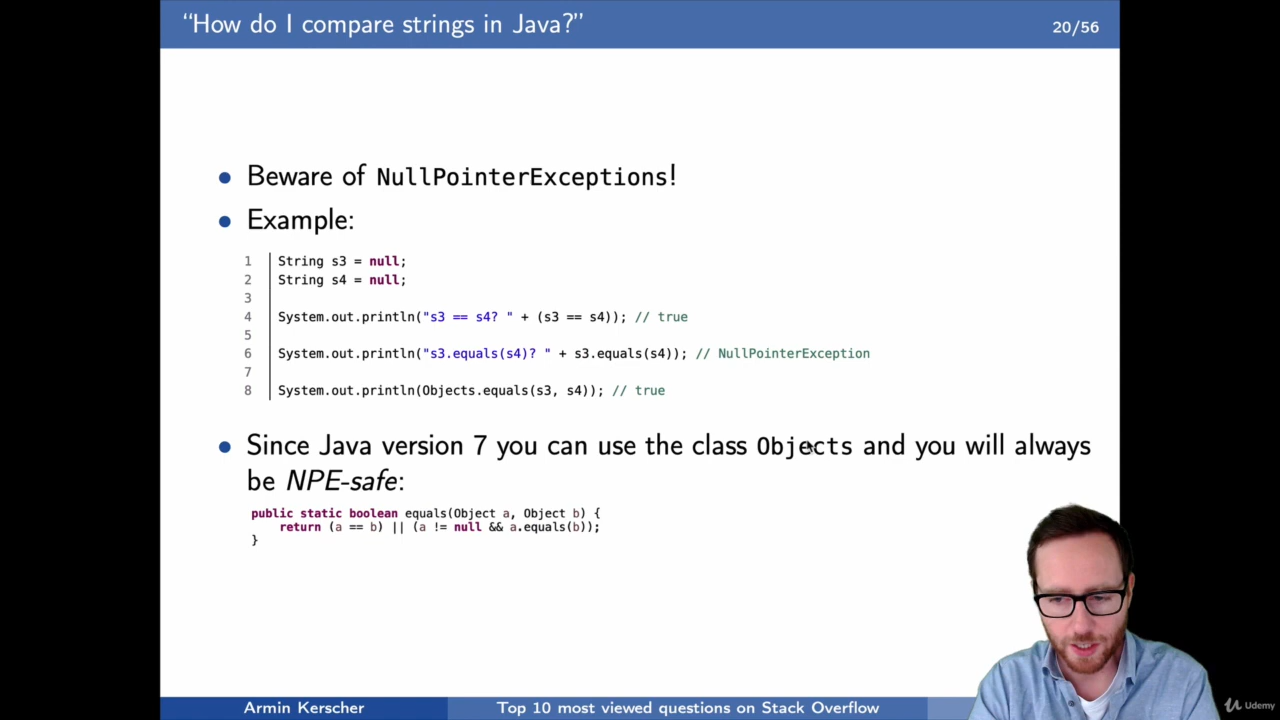 “How do I compare strings in Java?”
20/56
Beware of NullPointerExceptions!
Example:
1 String s3 = null;
2 String s4 = null;
3
4 System.out.println("s3 == s4? " + (s3 == s4)); // true
5
6 System.out.println("s3.equals(s4)? " + s3.equals(s4)); // NullPointerException
7
8 System.out.println(Objects.equals(s3, s4)); // true
Since Java version 7 you can use the class Objects and you will always
be NPE-safe:
public static boolean equals(Object a, Object b) {
return (a == b) || (a != null && a.equals(b));
}
Armin Kerscher
Top 10 most viewed questions on Stack Overflow
Udemy